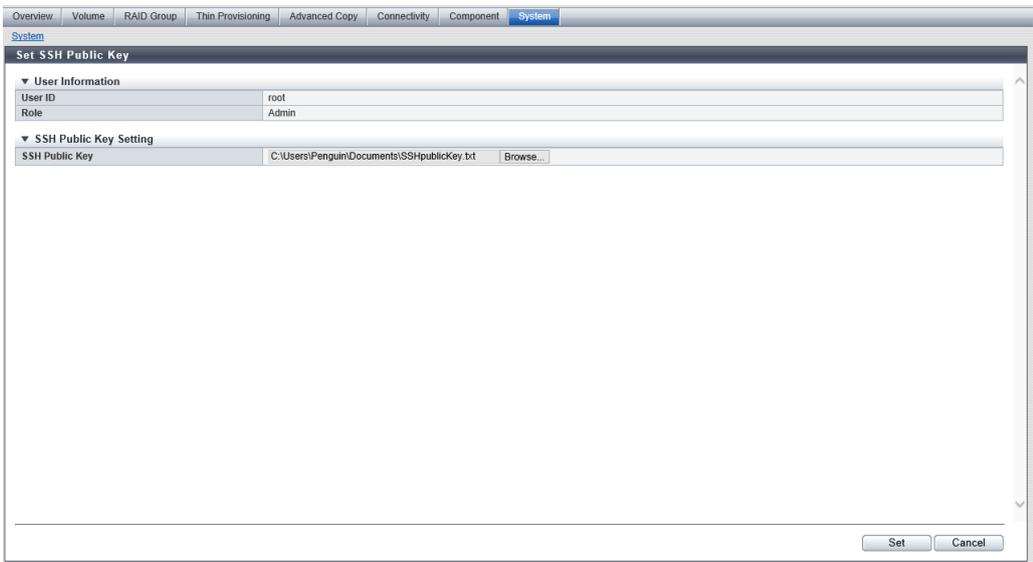 Overview Volume RAID Group Thin Provisioning Advanced Copy Connectivity Component System
System
Set SSH Public Key
▼ User Information
User ID root
Role Admin
▼ SSH Public Key Setting
SSH Public Key C:\Users\Penguin\Documents\SSHpublicKey.txt Browse...
Set Cancel